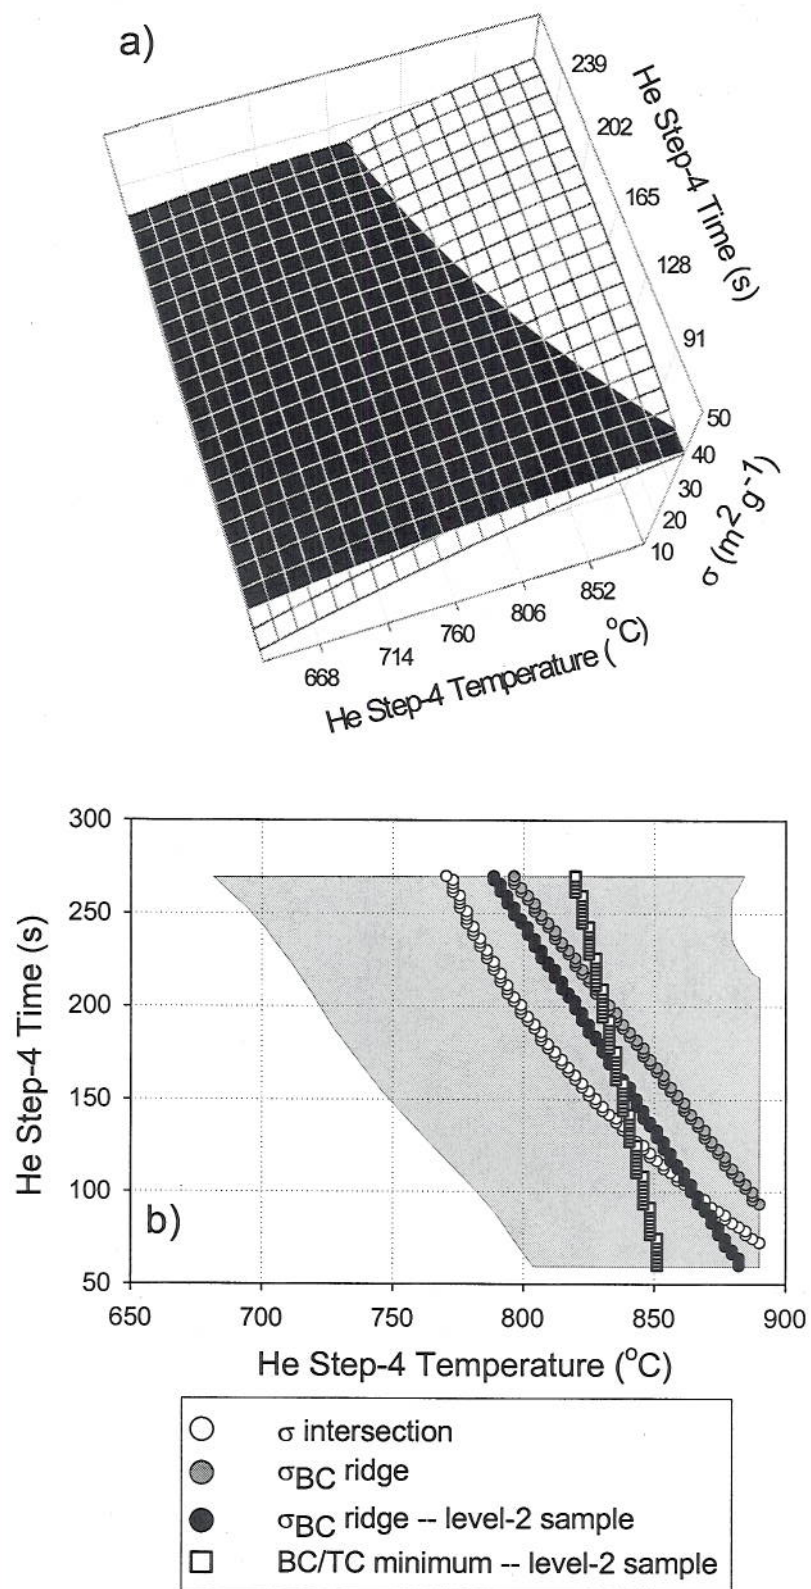 a)
239
202
165
128
91
He Step-4 Time (s)
50
40
30
20
10
σ (m2 g-1)
668
714
760
806
852
He Step-4 Temperature (oC)
300
250
200
150
100
50
He Step-4 Time (s)
b)
650
700
750
800
850
900
He Step-4 Temperature (oC)
σ intersection
σBC ridge
σBC ridge -- level-2 sample
BC/TC minimum -- level-2 sample